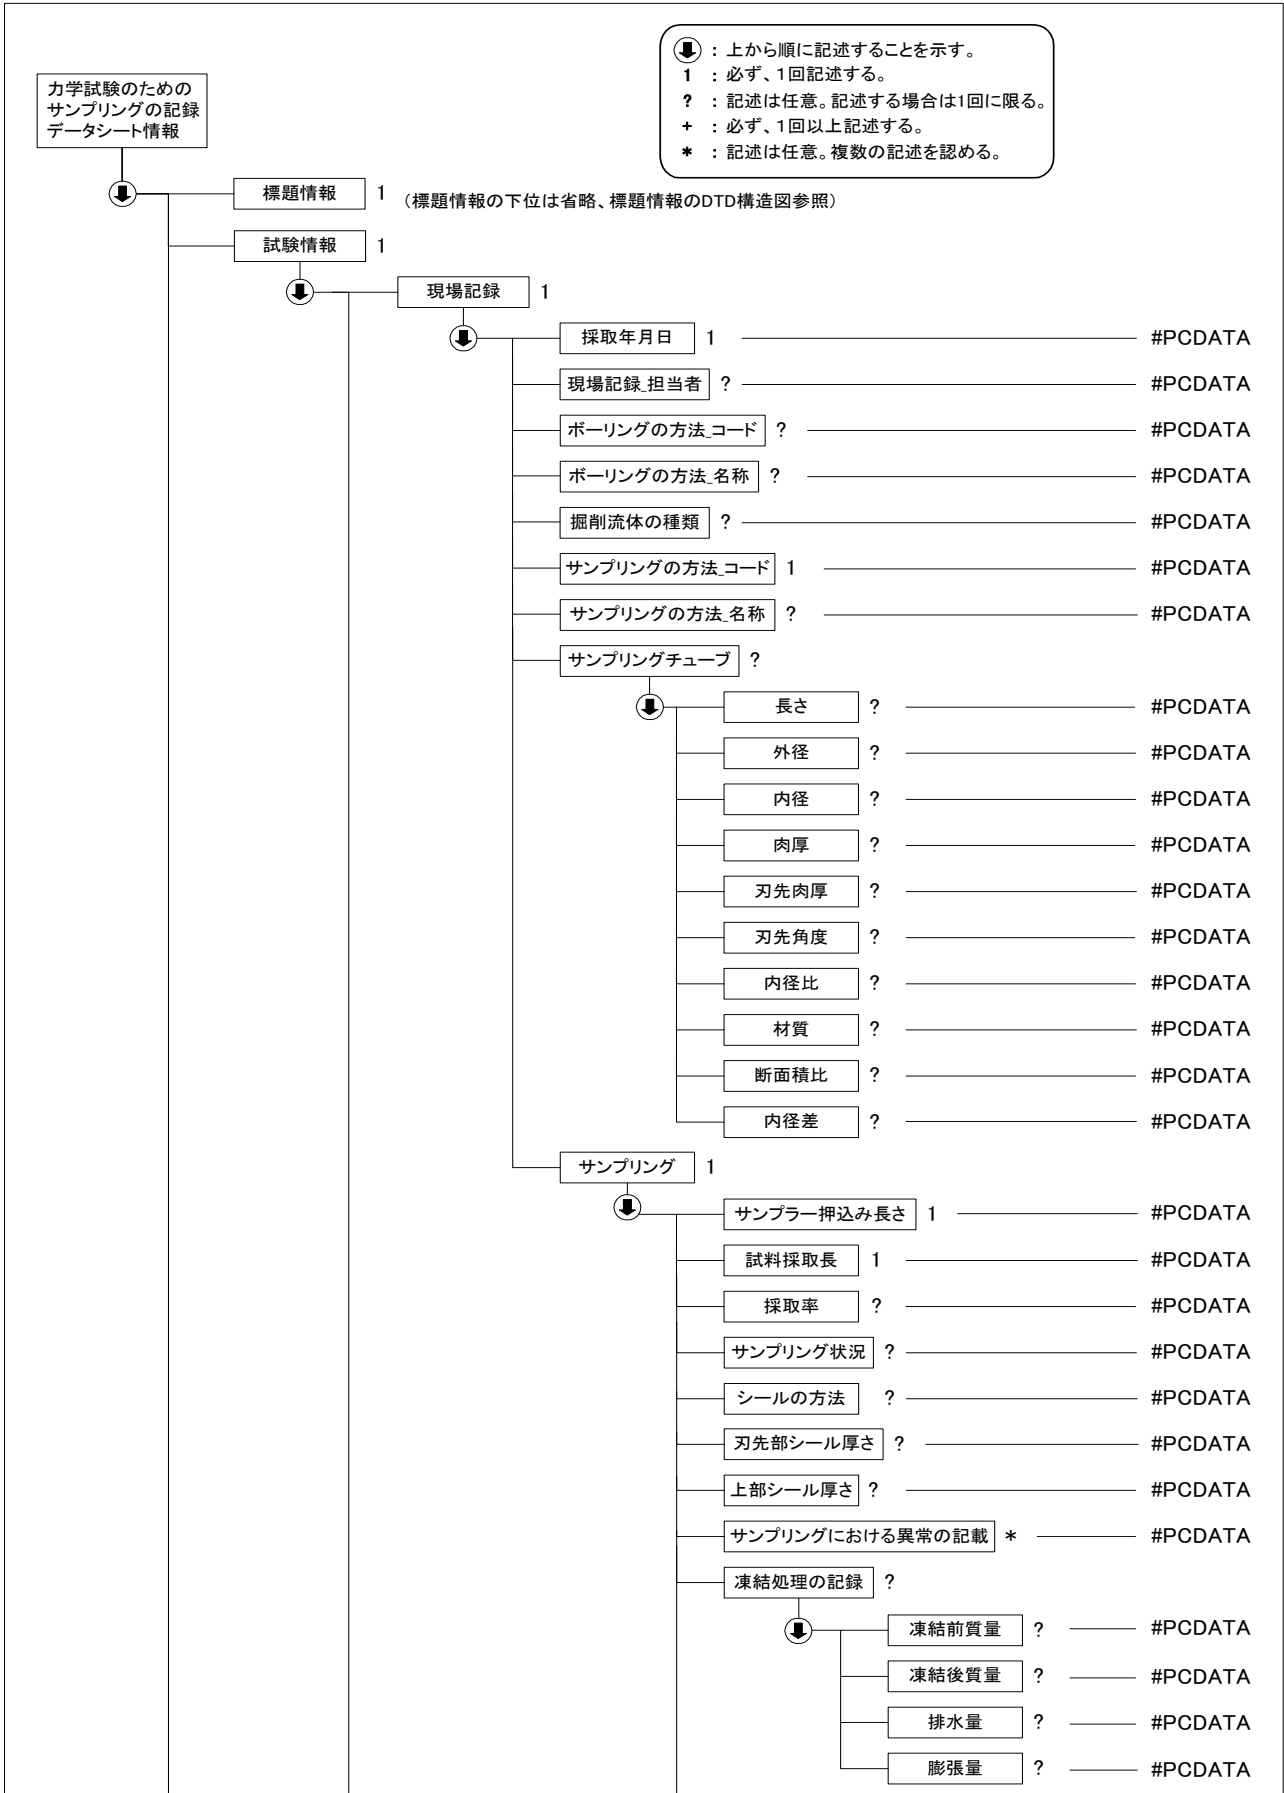 ⬇ : 上から順に記述することを示す。
1 : 必ず、1回記述する。
? : 記述は任意。記述する場合は1回に限る。
+ : 必ず、1回以上記述する。
* : 記述は任意。複数の記述を認める。
力学試験のための
サンプリングの記録
データシート情報
標題情報 1 (標題情報の下位は省略、標題情報のDTD構造図参照)
試験情報 1
現場記録 1
採取年月日 1 #PCDATA
現場記録_担当者 ? #PCDATA
ボーリングの方法_コード ? #PCDATA
ボーリングの方法_名称 ? #PCDATA
掘削流体の種類 ? #PCDATA
サンプリングの方法_コード 1 #PCDATA
サンプリングの方法_名称 ? #PCDATA
サンプリングチューブ ?
長さ ? #PCDATA
外径 ? #PCDATA
内径 ? #PCDATA
肉厚 ? #PCDATA
刃先肉厚 ? #PCDATA
刃先角度 ? #PCDATA
内径比 ? #PCDATA
材質 ? #PCDATA
断面積比 ? #PCDATA
内径差 ? #PCDATA
サンプリング 1
サンプラー押込み長さ 1 #PCDATA
試料採取長 1 #PCDATA
採取率 ? #PCDATA
サンプリング状況 ? #PCDATA
シールの方法 ? #PCDATA
刃先部シール厚さ ? #PCDATA
上部シール厚さ ? #PCDATA
サンプリングにおける異常の記載 * #PCDATA
凍結処理の記録 ?
凍結前質量 ? #PCDATA
凍結後質量 ? #PCDATA
排水量 ? #PCDATA
膨張量 ? #PCDATA